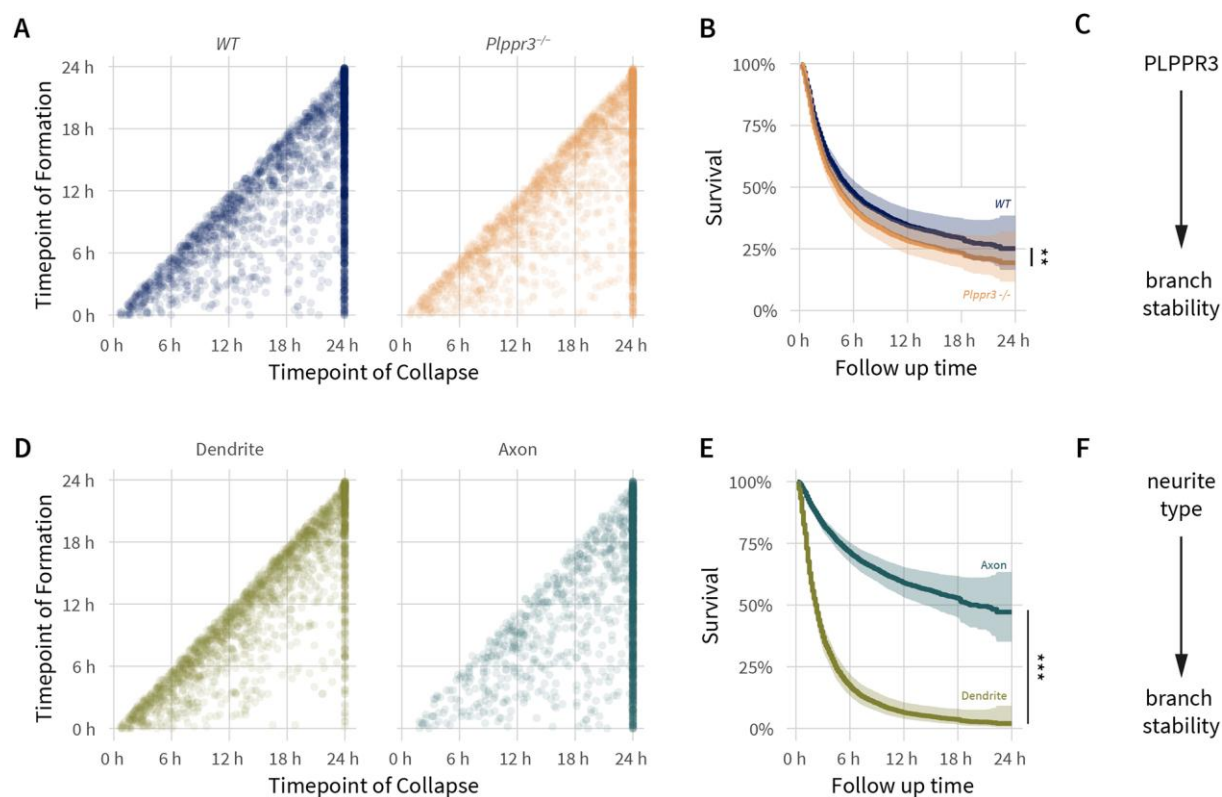 A
WT
Plppr3⁻/⁻
Timepoint of Formation
24 h
18 h
12 h
6 h
0 h
0 h 6 h 12 h 18 h 24 h
0 h 6 h 12 h 18 h 24 h
Timepoint of Collapse
B
Survival
100%
75%
50%
25%
0%
WT
Plppr3 -/-
**
0 h 6 h 12 h 18 h 24 h
Follow up time
C
PLPPR3
branch
stability
D
Dendrite
Axon
Timepoint of Formation
24 h
18 h
12 h
6 h
0 h
0 h 6 h 12 h 18 h 24 h
0 h 6 h 12 h 18 h 24 h
Timepoint of Collapse
E
Survival
100%
75%
50%
25%
0%
Axon
Dendrite
***
0 h 6 h 12 h 18 h 24 h
Follow up time
F
neurite
type
branch
stability